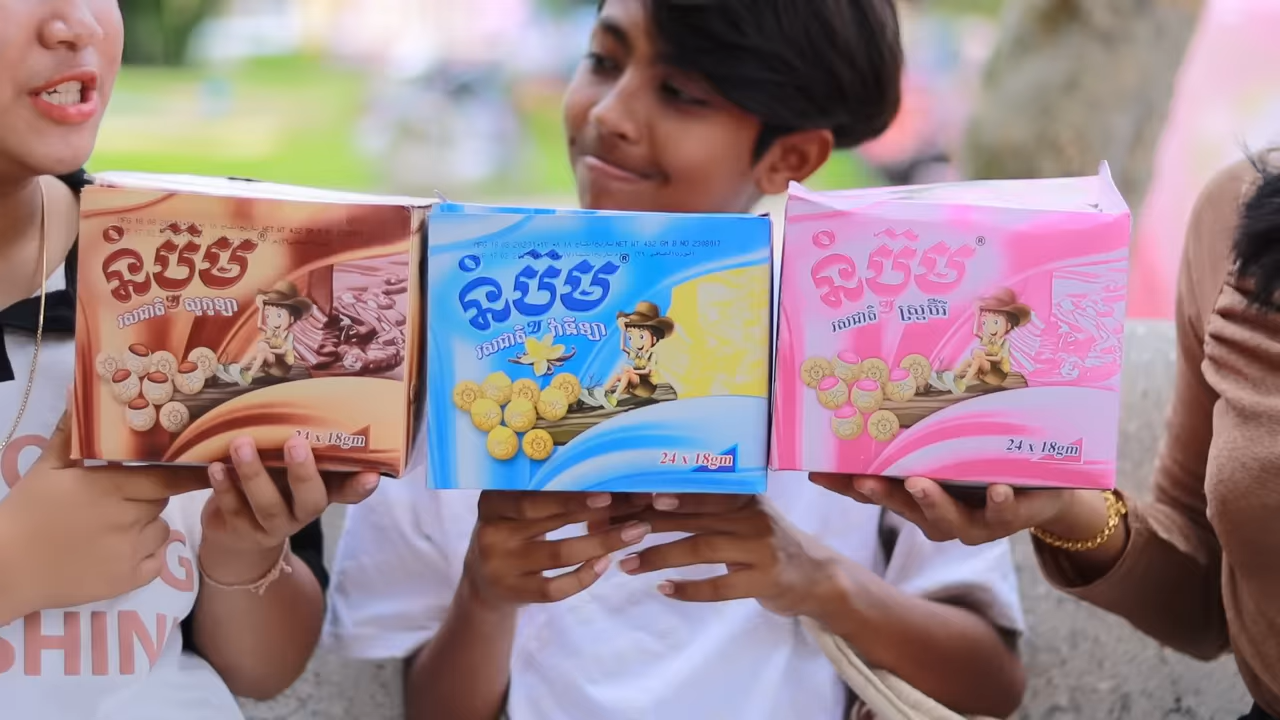 នំប៊ូម®
រសជាតិ សូកូឡា
24 x 18gm
នំប៊ូម®
រសជាតិ វ៉ានីឡា
24 x 18gm
នំប៊ូម®
រសជាតិ ស្ត្របឺរី
24 x 18gm
SHIN